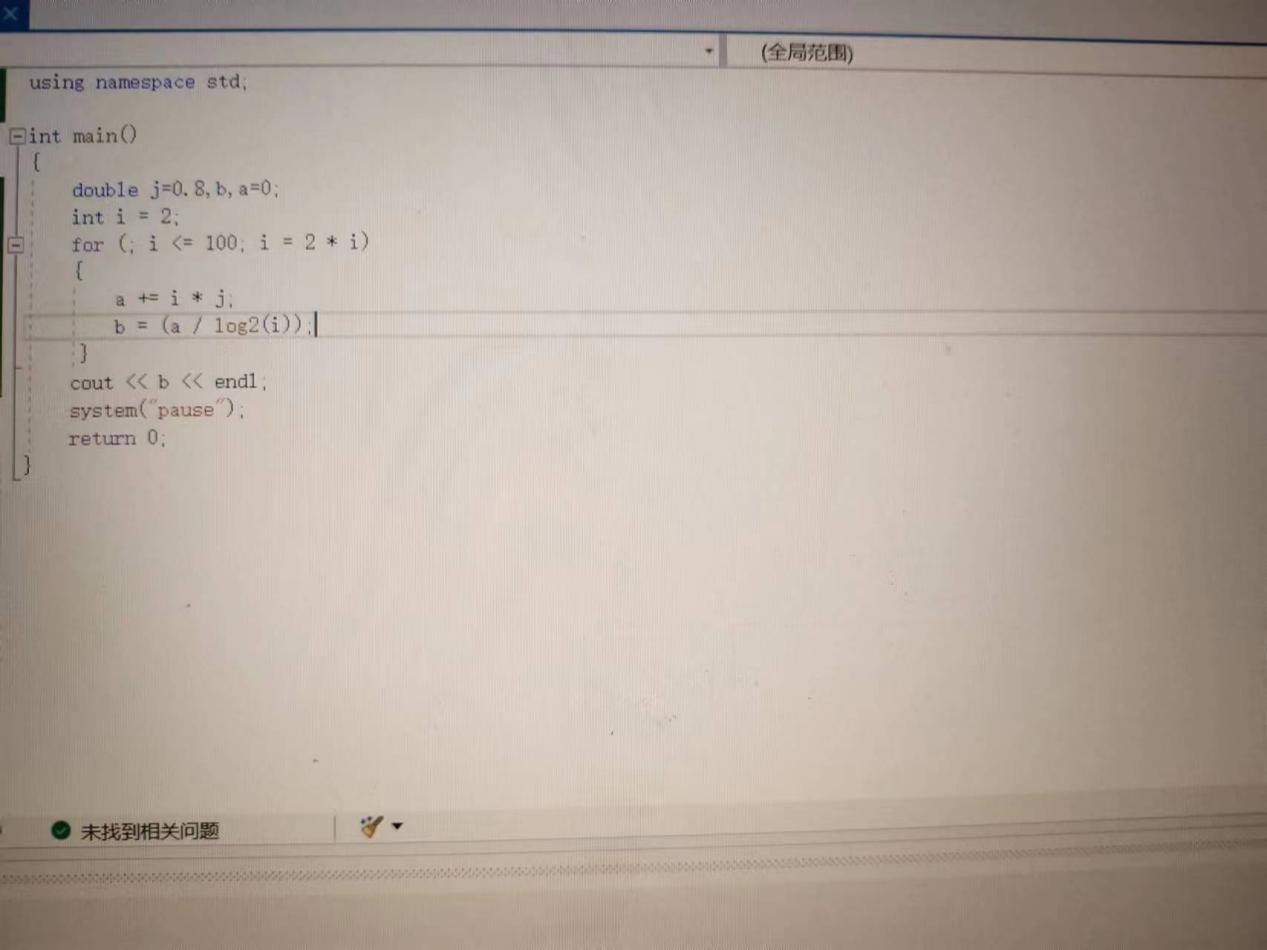 (全局范围)
using namespace std;
int main()
{
double j=0.8,b,a=0;
int i = 2;
for (; i <= 100; i = 2 * i)
{
a += i * j;
b = (a / log2(i));
}
cout << b << endl;
system("pause");
return 0;
}
未找到相关问题